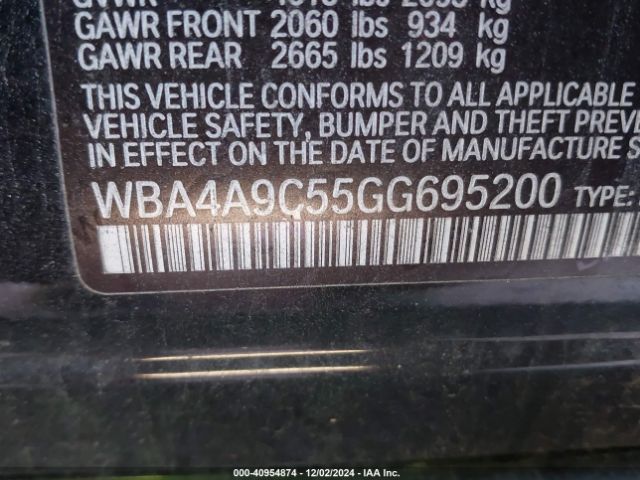 GVWR
GAWR FRONT 2060 lbs 934 kg
GAWR REAR 2665 lbs 1209 kg
THIS VEHICLE CONFORMS TO ALL APPLICABLE
VEHICLE SAFETY, BUMPER AND THEFT
IN EFFECT ON THE DATE OF MANUFACTURE
WBA4A9C55GG695200 TYPE:
000-40954874 | 12/02/2024 - IAA Inc. Copyright